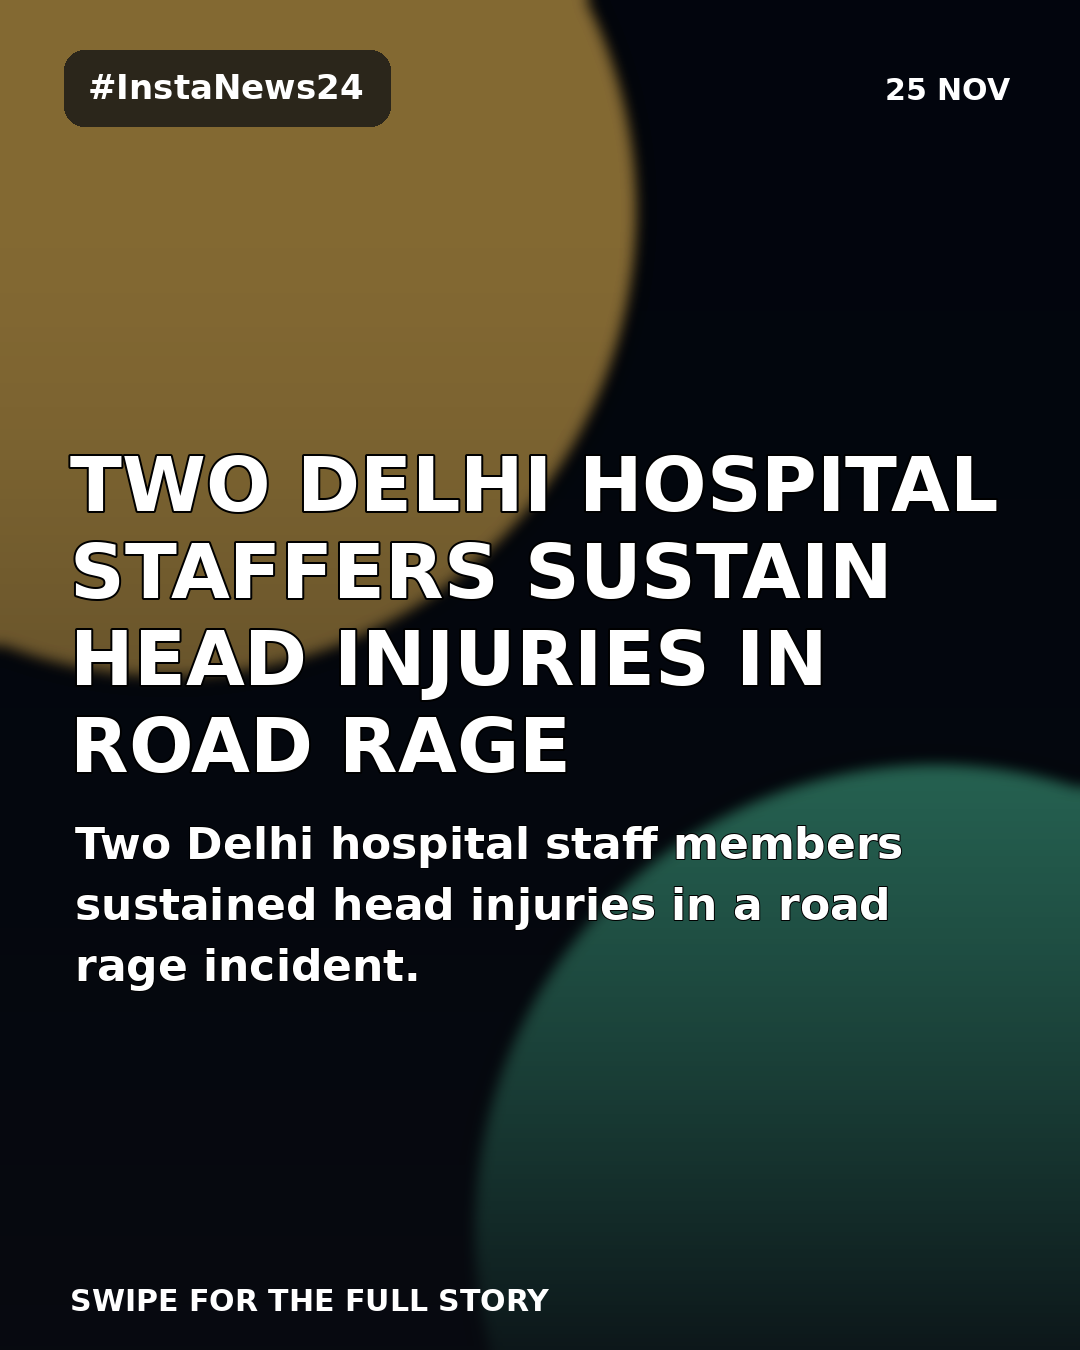 #InstaNews24
25 NOV
TWO DELHI HOSPITAL
STAFFERS SUSTAIN
HEAD INJURIES IN
ROAD RAGE
Two Delhi hospital staff members
sustained head injuries in a road
rage incident.
SWIPE FOR THE FULL STORY